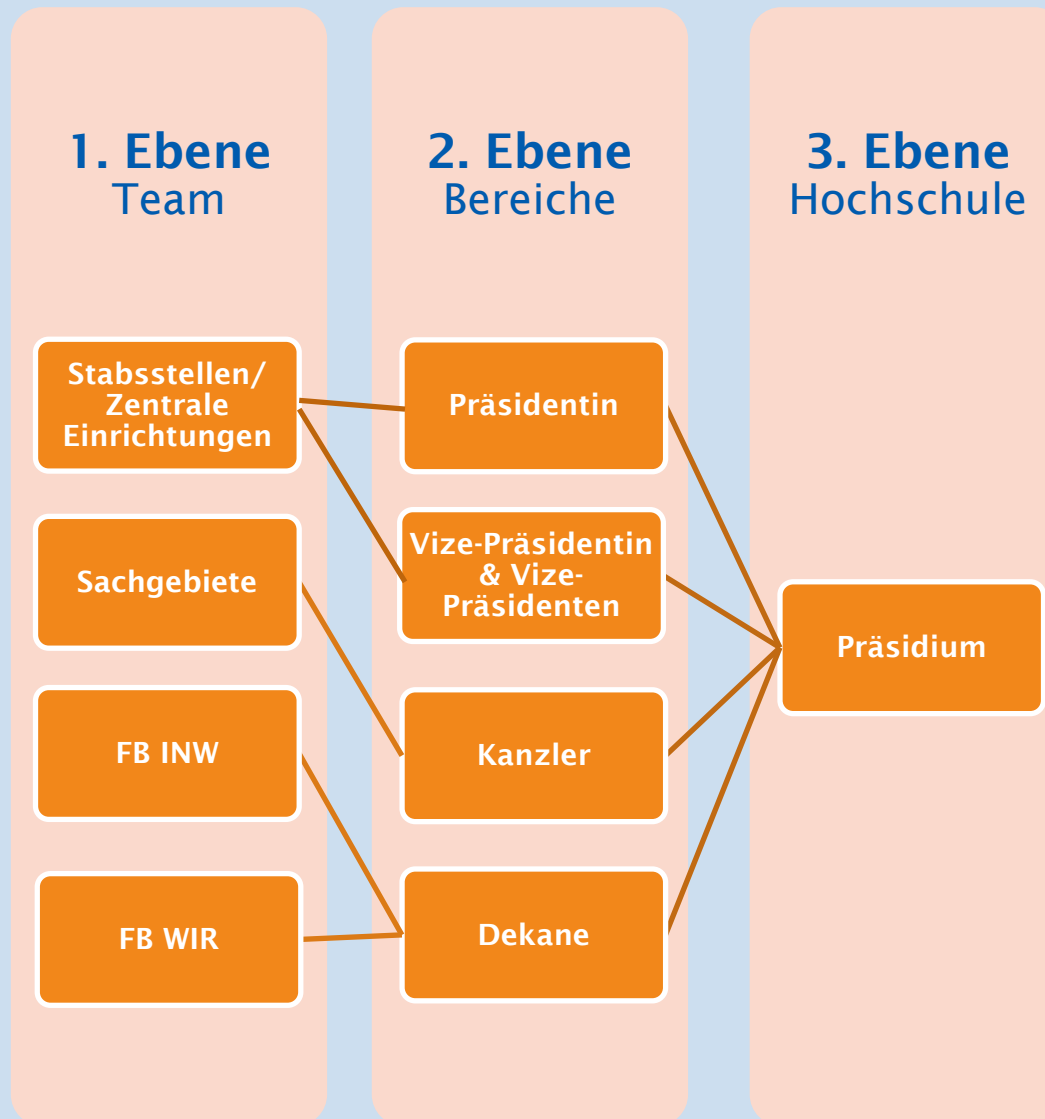 1. Ebene
Team
2. Ebene
Bereiche
3. Ebene
Hochschule
Stabsstellen/
Zentrale
Einrichtungen
Sachgebiete
FB INW
FB WIR
Präsidentin
Vize-Präsidentin
& Vize-
Präsidenten
Kanzler
Dekane
Präsidium